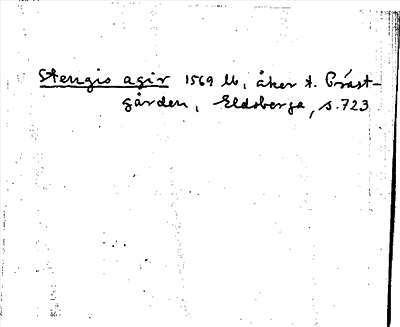 Stengis agir 1569 lb, åker t. Präst-
gården, Eldsberga, s. 723